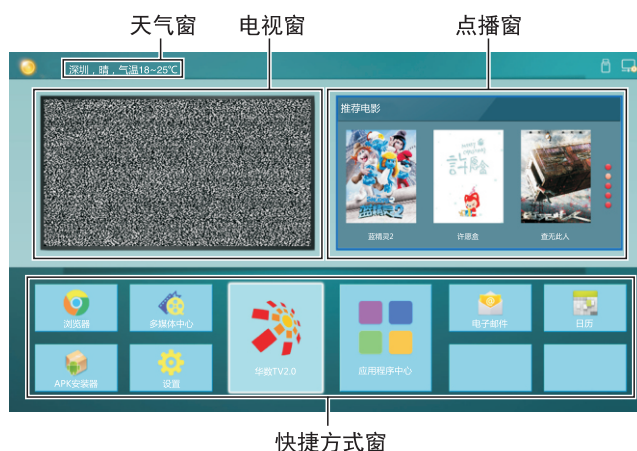 天气窗 电视窗 点播窗
深圳，晴，气温18~25℃
推荐电影
蓝精灵2 许愿盒 查无此人
浏览器 多媒体中心 华数TV2.0 应用程序中心 电子邮件 日历
APK安装器 设置
快捷方式窗